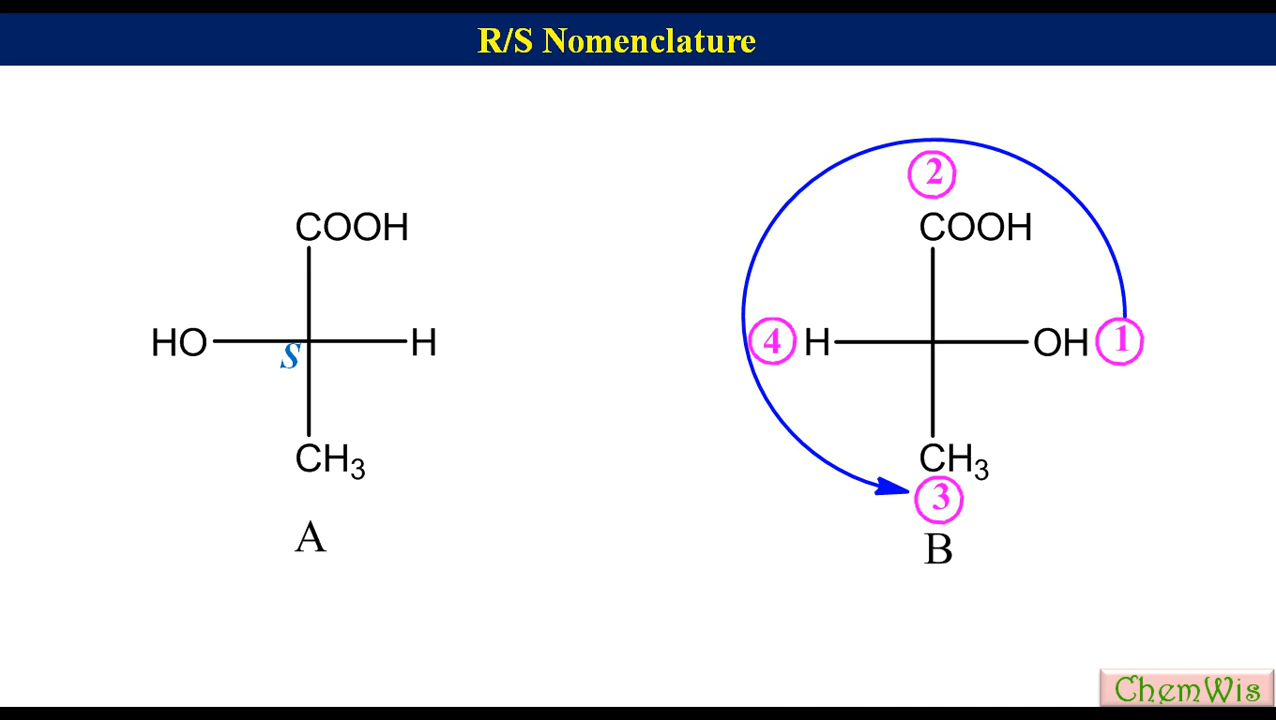 R/S Nomenclature
2
COOH
COOH
HO
H
S
4
H
OH
1
CH3
CH3
3
A
B
ChemWis